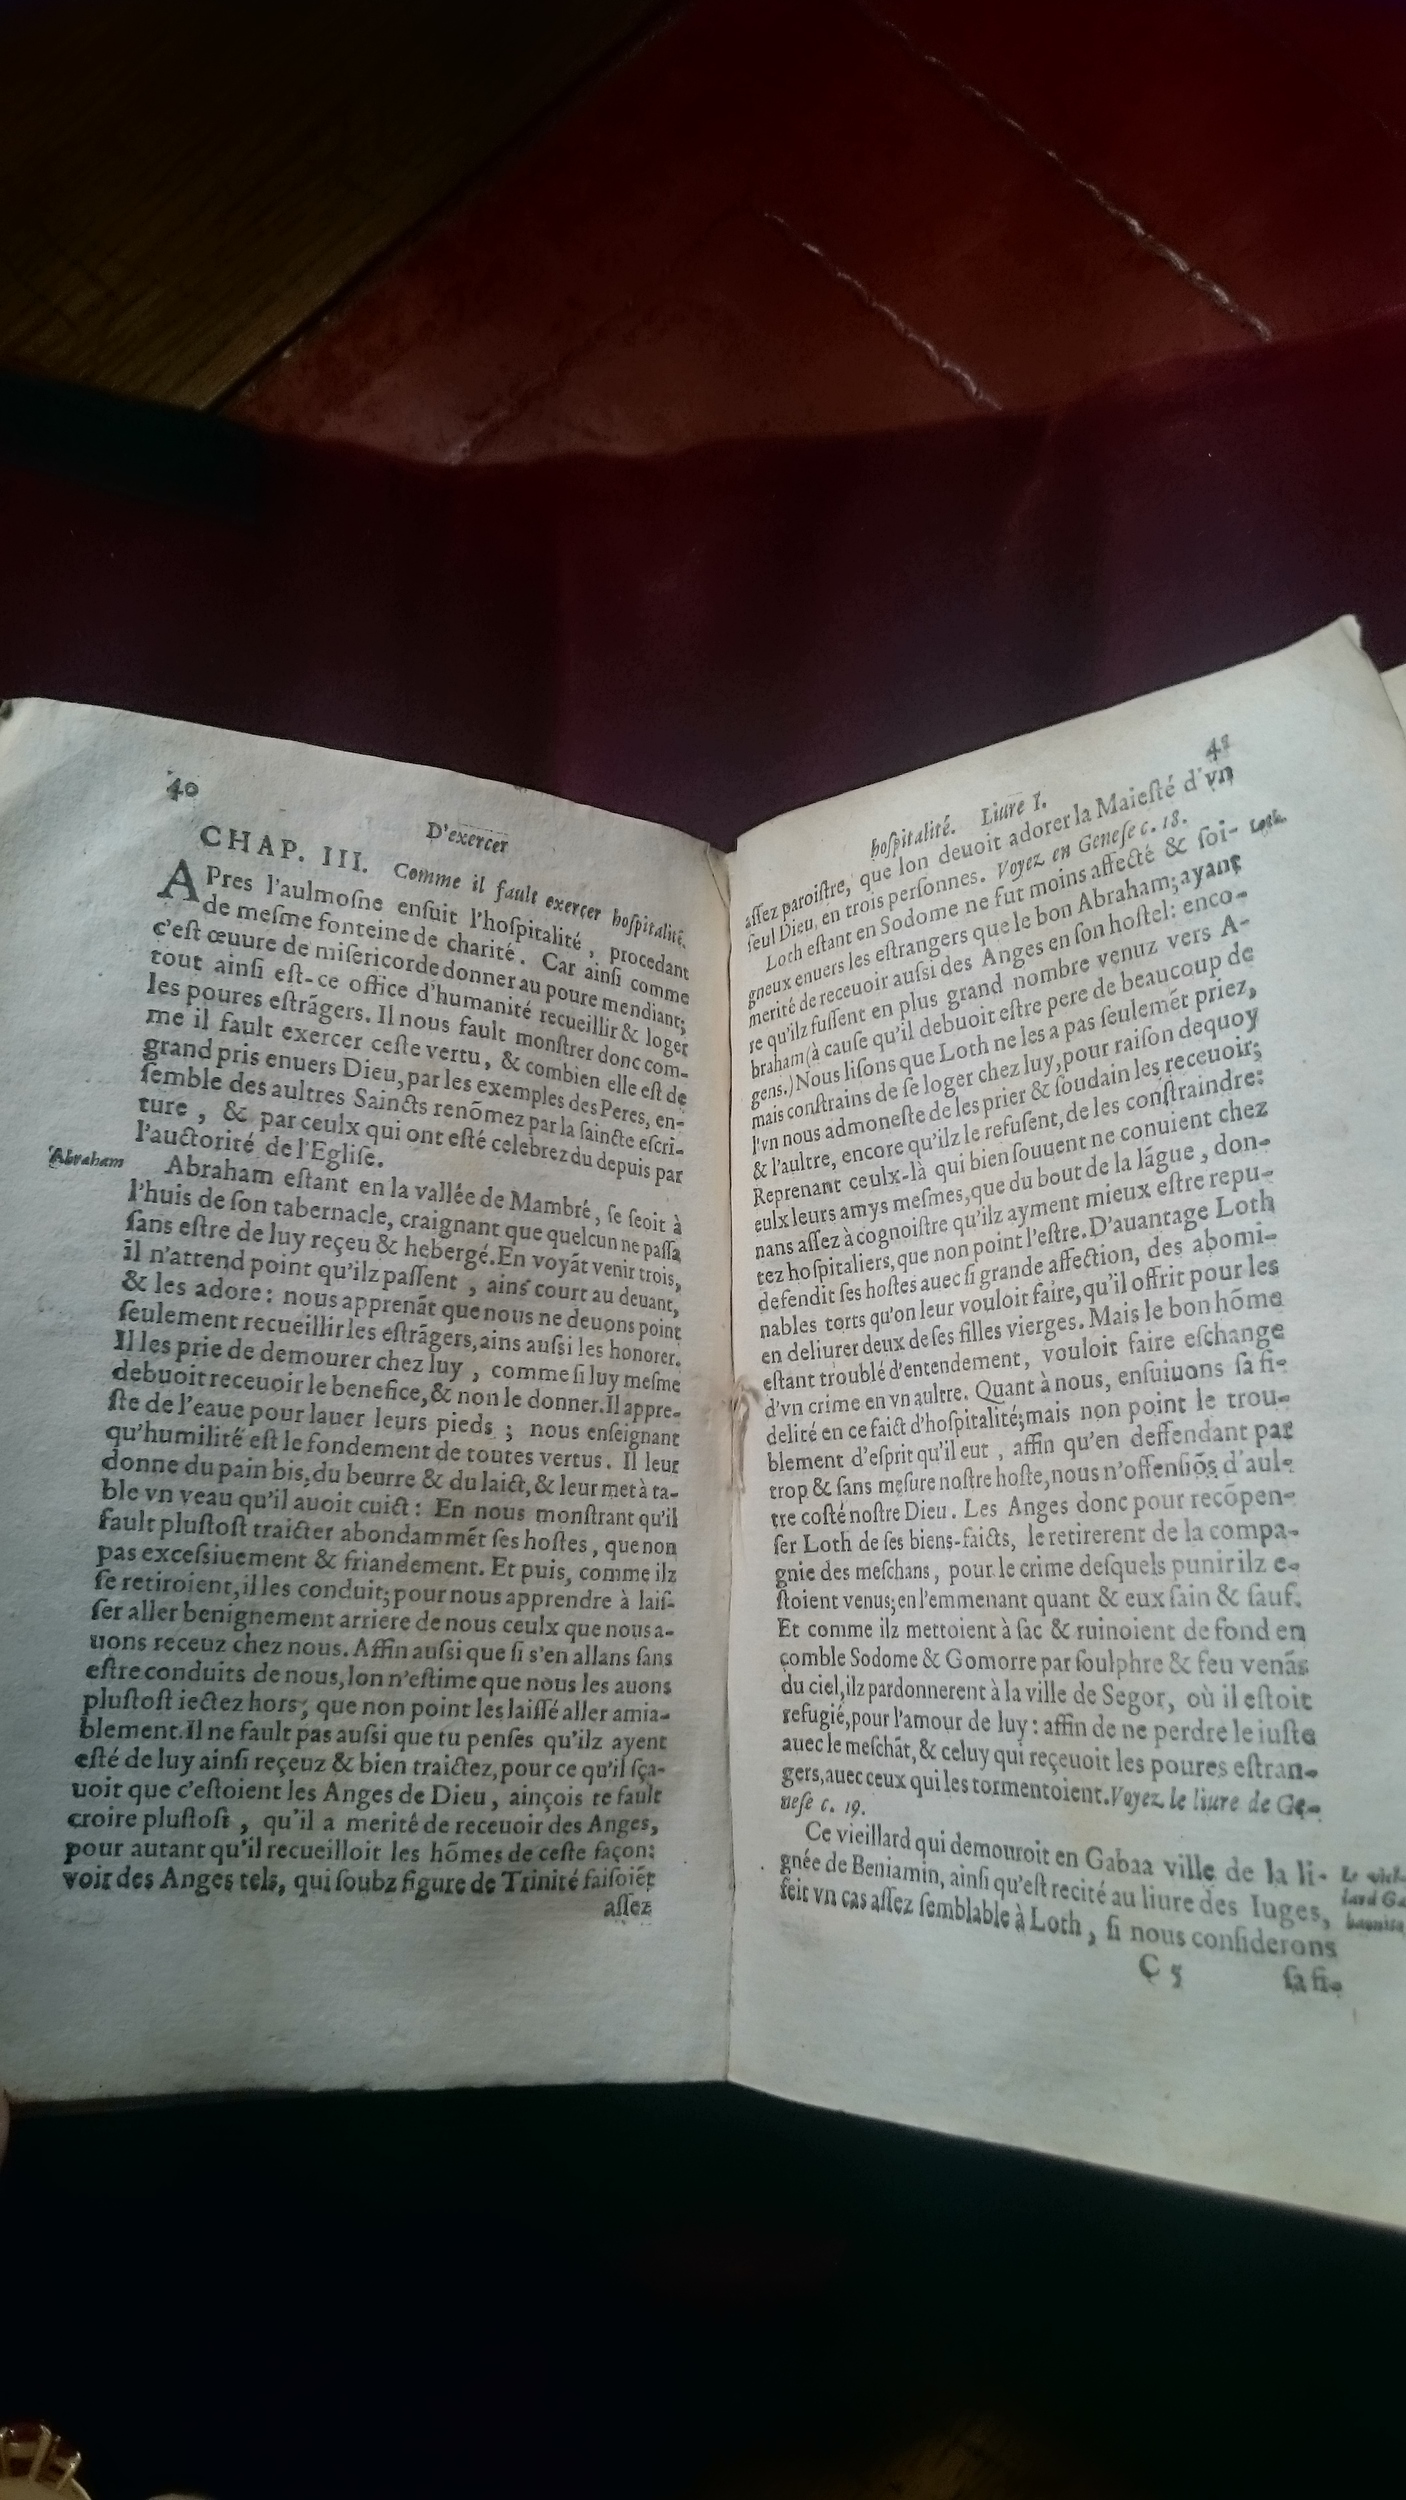 40
D'exercer
CHAP. III. Comme il fault exercer hoſpitalité.
APres l'aulmoſne enſuit l'hoſpitalité, procedant
de meſme fonteine de charité. Car ainſi comme
c'eſt œuure de miſericorde donner au poure mendiant;
tout ainſi eſt-ce office d'humanité recueillir & loger
les poures eſtrãgers. Il nous fault monſtrer donc com-
me il fault exercer ceſte vertu, & combien elle eſt de
grand pris enuers Dieu, par les exemples des Peres, en-
ſemble des aultres Saincts renõmez par la ſaincte eſcri-
ture, & par ceulx qui ont eſté celebrez du depuis par
l'auctorité de l'Egliſe.
Abraham
Abraham eſtant en la vallée de Mambré, ſe ſeoit à
l'huis de ſon tabernacle, craignant que quelcun ne paſſa
ſans eſtre de luy reçeu & hebergé. En voyãt venir trois,
il n'attend point qu'ilz paſſent, ains court au deuant,
& les adore: nous apprenãt que nous ne deuons point
ſeulement recueillir les eſtrãgers, ains auſsi les honorer.
Il les prie de demourer chez luy, comme ſi luy meſme
debuoit receuoir le benefice, & non le donner. Il appre-
ſte de l'eaue pour lauer leurs pieds; nous enſeignant
qu'humilité eſt le fondement de toutes vertus. Il leur
donne du pain bis, du beurre & du laict, & leur met à ta-
ble vn veau qu'il auoit cuict: En nous monſtrant qu'il
fault pluſtoſt traicter abondammẽt ſes hoſtes, que non
pas exceſsiuement & friandement. Et puis, comme ilz
ſe retiroient, il les conduit; pour nous apprendre à laiſ-
ſer aller benignement arriere de nous ceulx que nous a-
uons receuz chez nous. Affin auſsi que ſi s'en allans ſans
eſtre conduits de nous, lon n'eſtime que nous les auons
pluſtoſt iectez hors, que non point les laiſſé aller amia-
blement. Il ne fault pas auſsi que tu penſes qu'ilz ayent
eſté de luy ainſi reçeuz & bien traictez, pour ce qu'il ſça-
uoit que c'eſtoient les Anges de Dieu, ainçois te fault
croire pluſtoſt, qu'il a merité de receuoir des Anges,
pour autant qu'il recueilloit les hõmes de ceſte façon:
voir des Anges tels, qui ſoubz figure de Trinité faiſoiẽt
aſſez
hoſpitalité. Liure I. 41
aſſez paroiſtre, que lon deuoit adorer la Maieſté d'vn
ſeul Dieu, en trois perſonnes. Voyez en Geneſe c. 18.
Loth.
Loth eſtant en Sodome ne fut moins affecté & ſoi-
gneux enuers les eſtrangers que le bon Abraham; ayant
merité de receuoir auſsi des Anges en ſon hoſtel: enco-
re qu'ilz fuſſent en plus grand nombre venuz vers A-
braham (à cauſe qu'il debuoit eſtre pere de beaucoup de
gens.) Nous liſons que Loth ne les a pas ſeulemẽt priez,
mais conſtrains de ſe loger chez luy, pour raiſon dequoy
l'vn nous admoneſte de les prier & ſoudain les receuoir;
& l'aultre, encore qu'ilz le refuſent, de les conſtraindre:
Reprenant ceulx-là qui bien ſouuent ne conuient chez
eulx leurs amys meſmes, que du bout de la lãgue, don-
nans aſſez à cognoiſtre qu'ilz ayment mieux eſtre repu-
tez hoſpitaliers, que non point l'eſtre. D'auantage Loth
defendit ſes hoſtes auec ſi grande affection, des abomi-
nables torts qu'on leur vouloit faire, qu'il offrit pour les
en deliurer deux de ſes filles vierges. Mais le bon hõme
eſtant troublé d'entendement, vouloit faire eſchange
d'vn crime en vn aultre. Quant à nous, enſuiuons ſa fi-
delité en ce faict d'hoſpitalité; mais non point le trou-
blement d'eſprit qu'il eut, affin qu'en deffendant par
trop & ſans meſure noſtre hoſte, nous n'offenſiõs d'aul-
tre coſté noſtre Dieu. Les Anges donc pour recõpen-
ſer Loth de ſes biens-faicts, le retirerent de la compa-
gnie des meſchans, pour le crime deſquels punir ilz e-
ſtoient venus; en l'emmenant quant & eux ſain & ſauf.
Et comme ilz mettoient à ſac & ruinoient de fond en
comble Sodome & Gomorre par ſoulphre & feu venãs
du ciel, ilz pardonnerent à la ville de Segor, où il eſtoit
refugié, pour l'amour de luy: affin de ne perdre le iuſte
auec le meſchãt, & celuy qui reçeuoit les poures eſtran-
gers, auec ceux qui les tormentoient. Voyez le liure de Ge-
neſe c. 19.
Ce vieillard qui demouroit en Gabaa ville de la li-
gnée de Beniamin, ainſi qu'eſt recité au liure des Iuges,
feit vn cas aſſez ſemblable à Loth, ſi nous conſiderons
Le vieil-
lard Ga-
baonite
C 5
ſa fi-